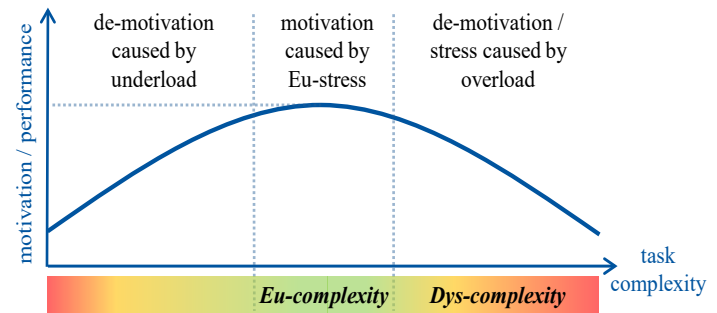 de-motivation
caused by
underload
motivation
caused by
Eu-stress
de-motivation /
stress caused by
overload
motivation / performance
task
complexity
Eu-complexity
Dys-complexity